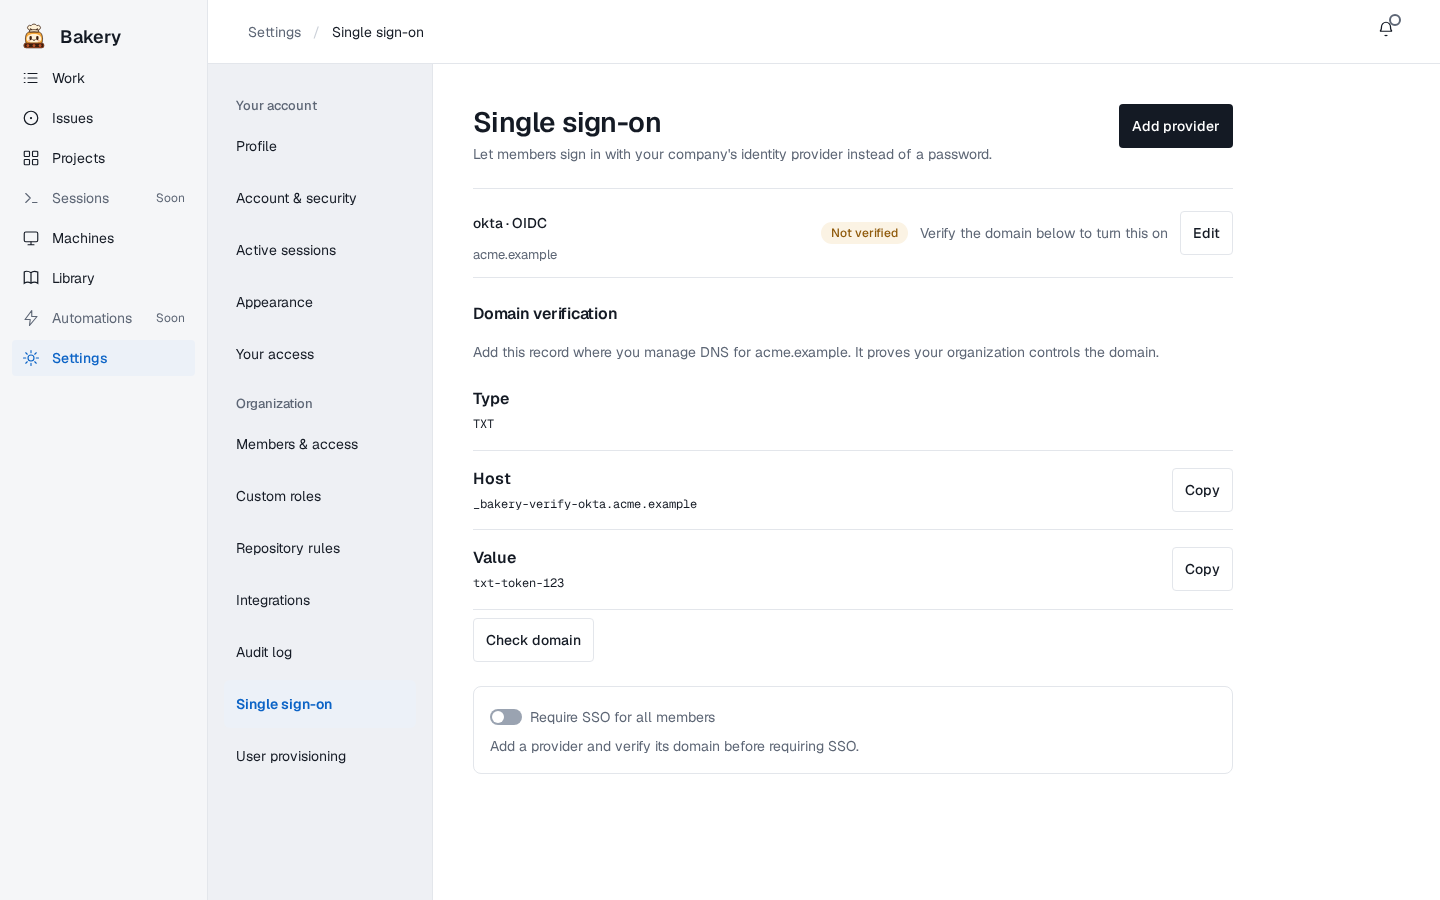 Bakery
Work
Issues
Projects
Sessions Soon
Machines
Library
Automations Soon
Settings
Settings / Single sign-on
Your account
Profile
Account & security
Active sessions
Appearance
Your access
Organization
Members & access
Custom roles
Repository rules
Integrations
Audit log
Single sign-on
User provisioning
Single sign-on
Let members sign in with your company's identity provider instead of a password.
Add provider
okta · OIDC
acme.example
Not verified
Verify the domain below to turn this on
Edit
Domain verification
Add this record where you manage DNS for acme.example. It proves your organization controls the domain.
Type
TXT
Host
_bakery-verify-okta.acme.example
Copy
Value
txt-token-123
Copy
Check domain
Require SSO for all members
Add a provider and verify its domain before requiring SSO.